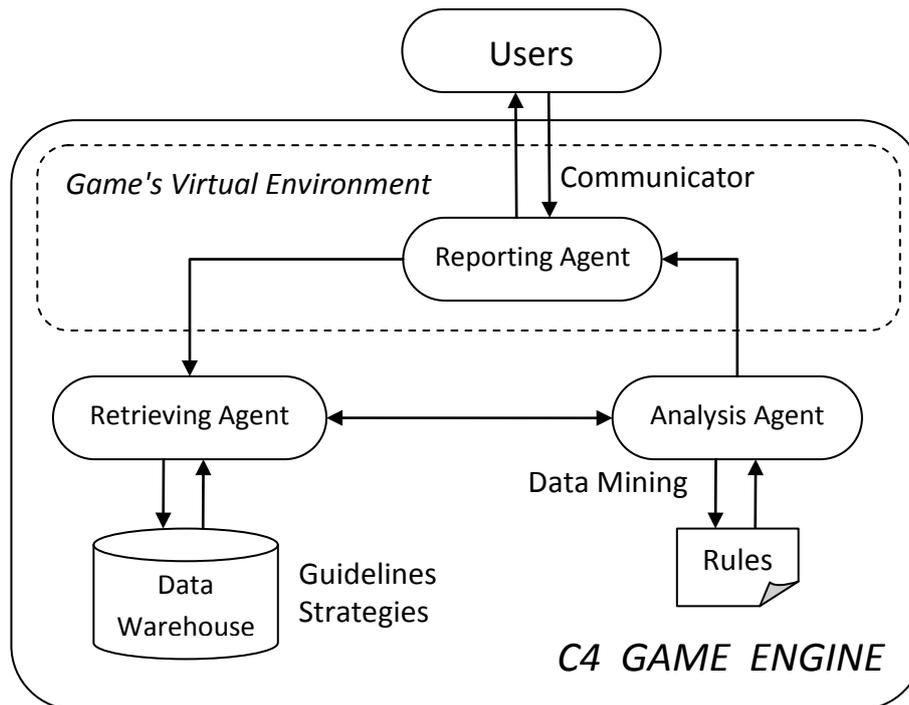 Users
Game's Virtual Environment
Communicator
Reporting Agent
Retrieving Agent
Analysis Agent
Data Mining
Data
Warehouse
Guidelines
Strategies
Rules
C4 GAME ENGINE